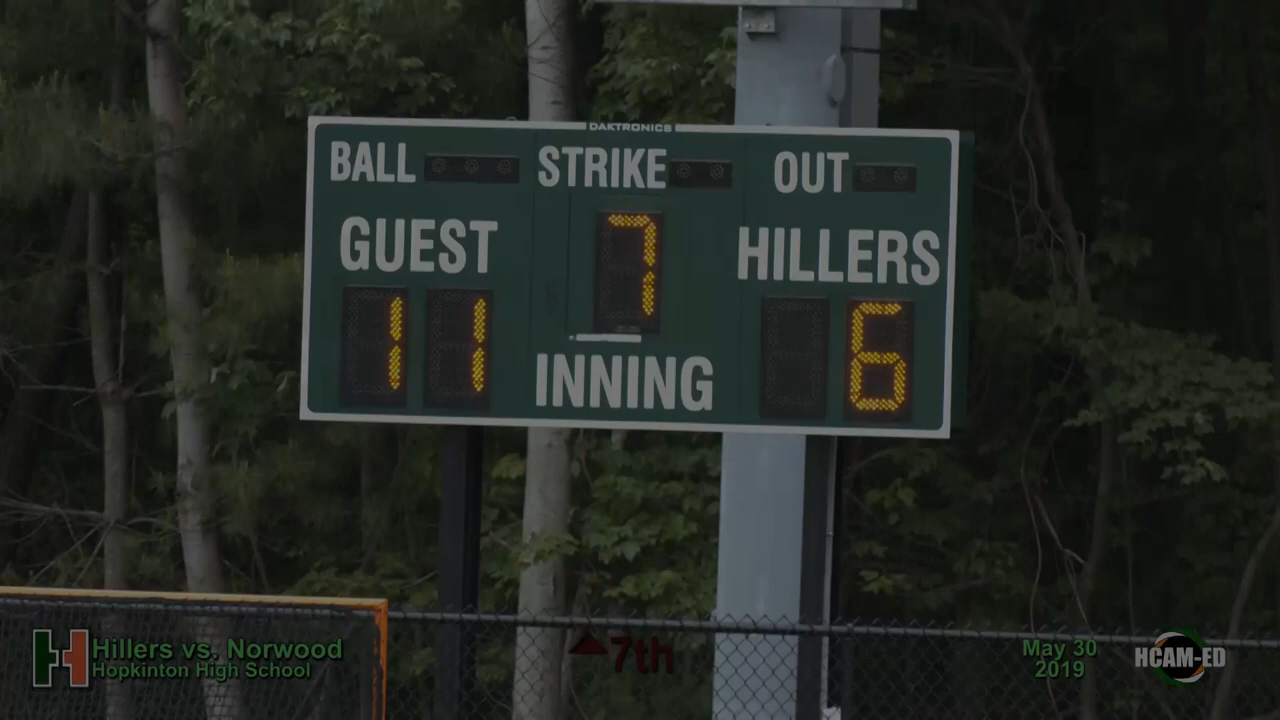 DAKTRONICS
BALL STRIKE OUT
GUEST 7 HILLERS
11 INNING 6
Hillers vs. Norwood
Hopkinton High School
7th
May 30
2019
HCAM-ED
H